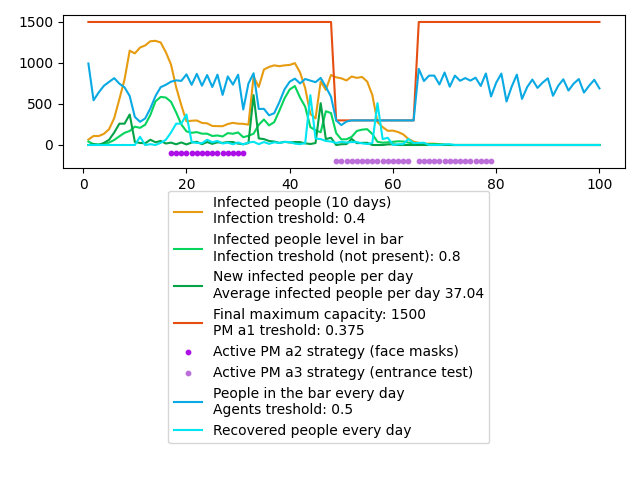 1500
1000
500
0
0
20
40
60
80
100
Infected people (10 days)
Infection treshold: 0.4
Infected people level in bar
Infection treshold (not present): 0.8
New infected people per day
Average infected people per day 37.04
Final maximum capacity: 1500
PM a1 treshold: 0.375
Active PM a2 strategy (face masks)
Active PM a3 strategy (entrance test)
People in the bar every day
Agents treshold: 0.5
Recovered people every day